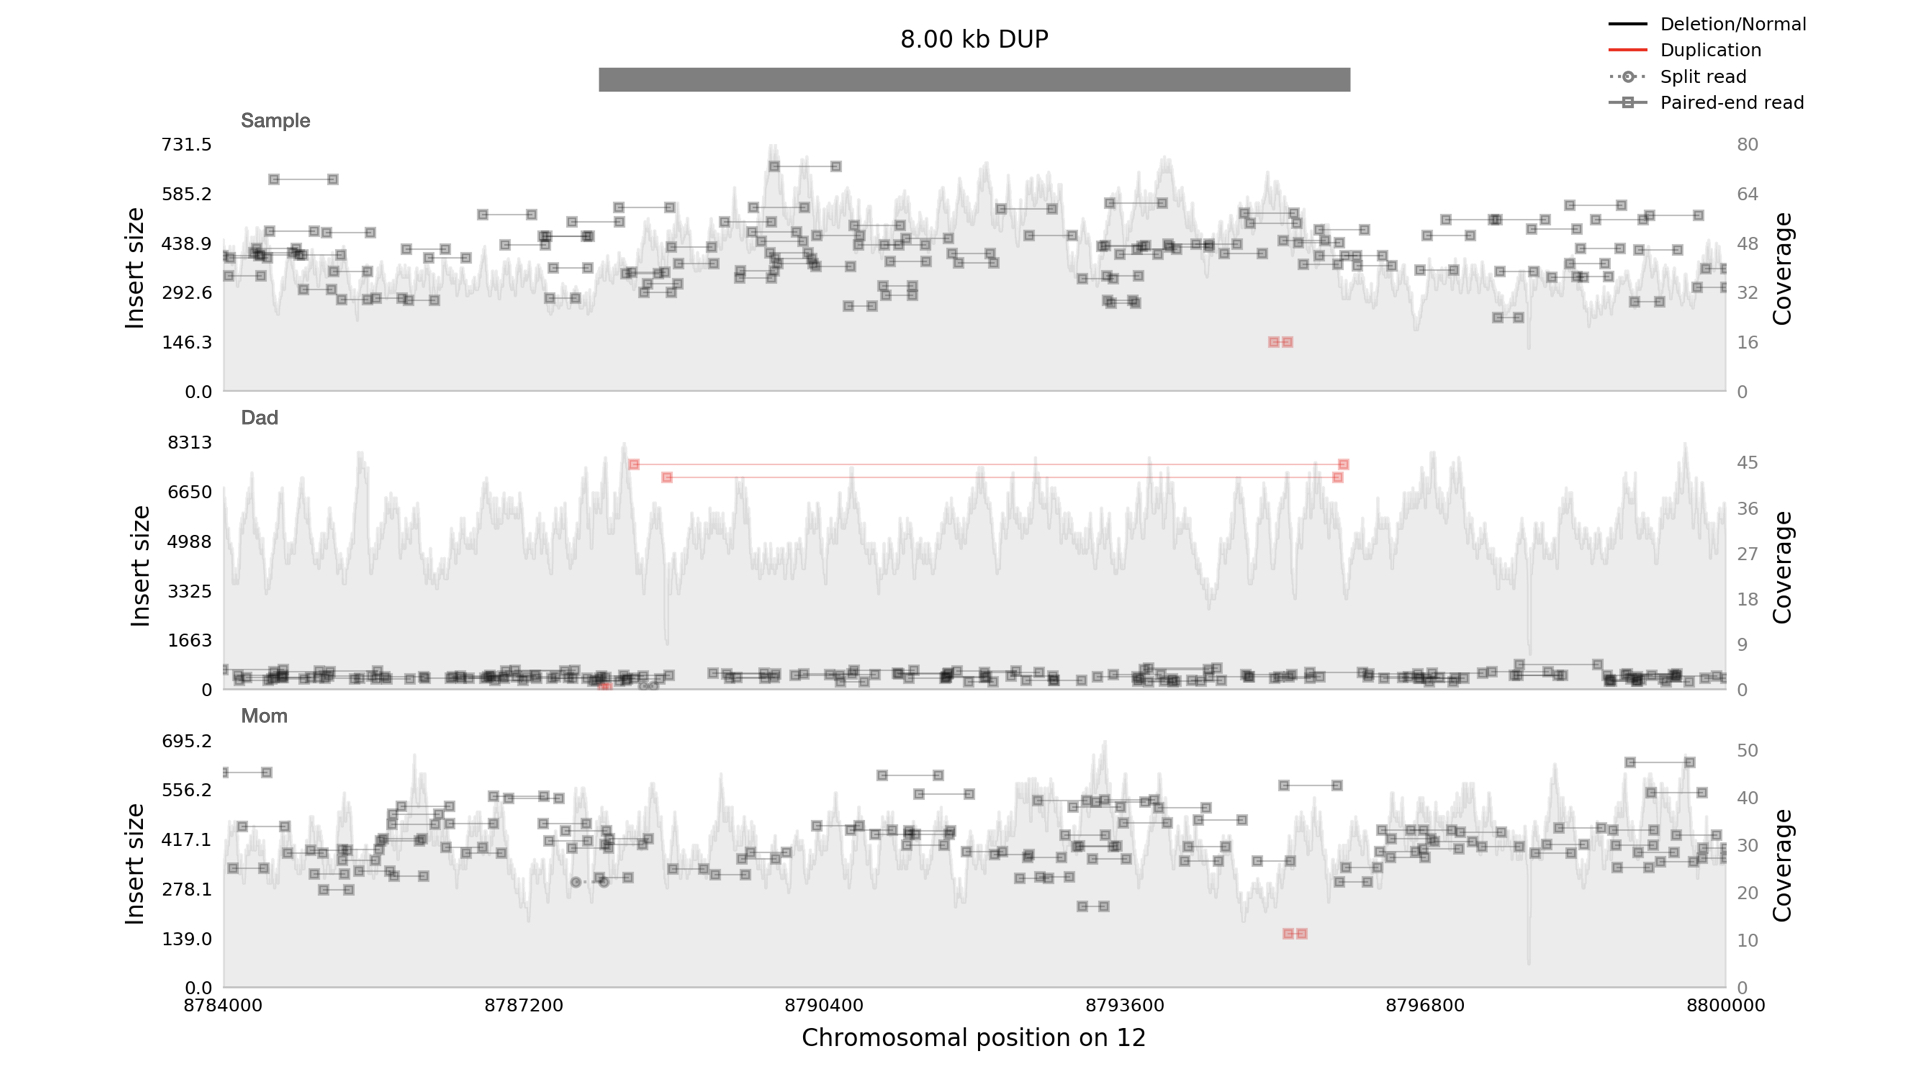 8.00 kb DUP
Deletion/Normal
Duplication
Split read
Paired-end read
Sample
731.5
585.2
438.9
292.6
146.3
0.0
Insert size
80
64
48
32
16
0
Coverage
Dad
8313
6650
4988
3325
1663
0
Insert size
45
36
27
18
9
0
Coverage
Mom
695.2
556.2
417.1
278.1
139.0
0.0
Insert size
50
40
30
20
10
0
Coverage
8784000 8787200 8790400 8793600 8796800 8800000
Chromosomal position on 12